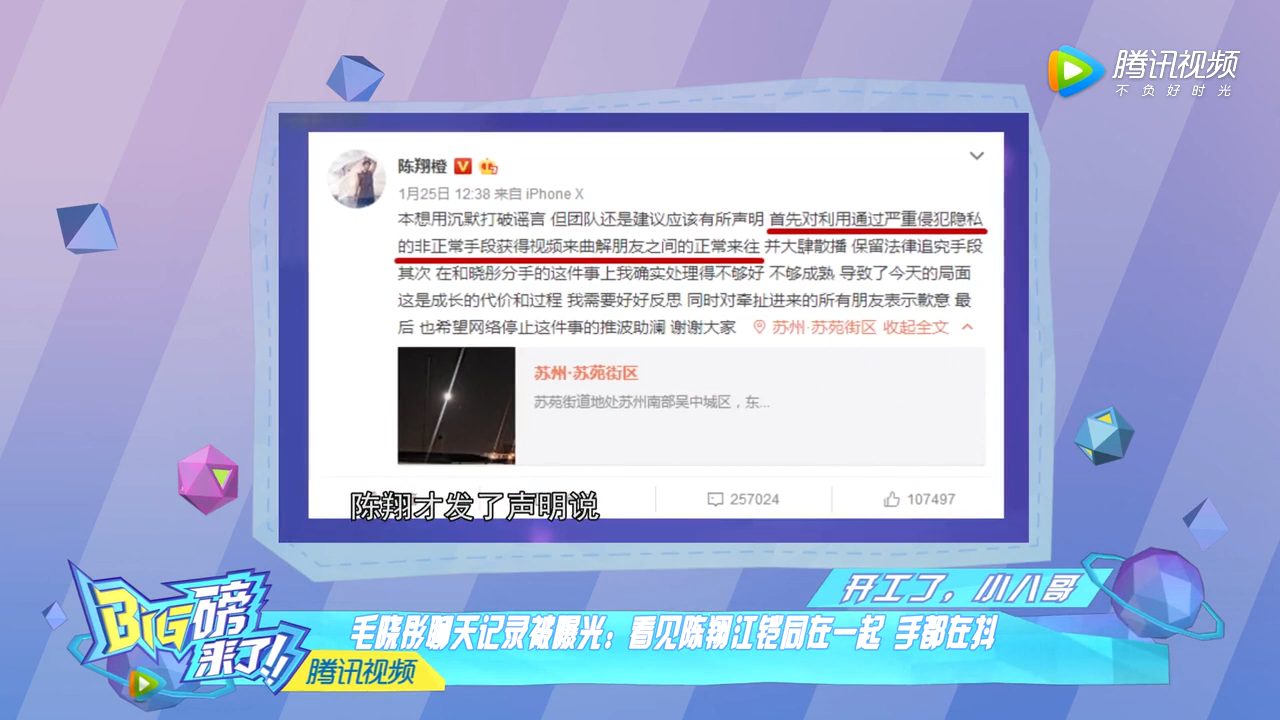 腾讯视频
不负好时光
陈翔橙
1月25日 12:38 来自 iPhone X
本想用沉默打破谣言 但团队还是建议应该有所声明 首先对利用通过严重侵犯隐私
的非正常手段获得视频来曲解朋友之间的正常来往 并大肆散播 保留法律追究手段
其次 在和晓彤分手的这件事上我确实处理得不够好 不够成熟 导致了今天的局面
这是成长的代价和过程 我需要好好反思 同时对牵扯进来的所有朋友表示歉意 最
后 也希望网络停止这件事的推波助澜 谢谢大家 苏州·苏苑街区 收起全文
苏州·苏苑街区
苏苑街道地处苏州南部吴中城区，东...
257024
107497
陈翔才发了声明说
开工了，小八哥
BIG磅
来了!!
毛晓彤聊天记录被曝光：看见陈翔江铠同在一起 手都在抖
腾讯视频